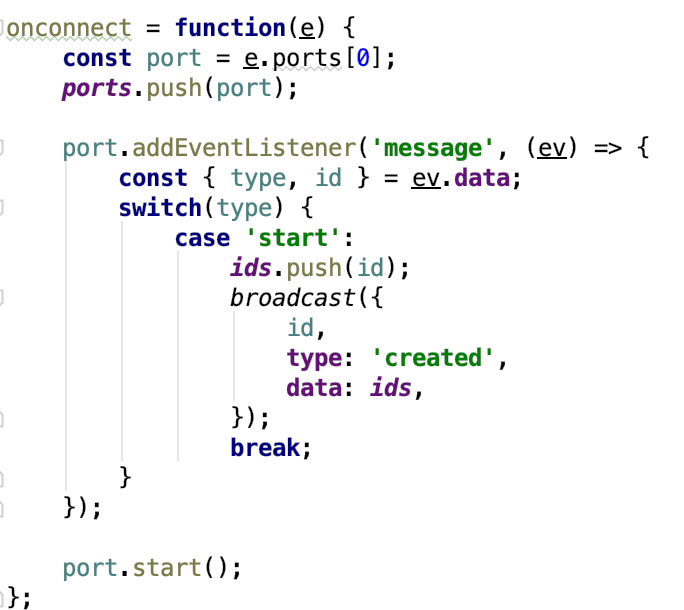 onconnect = function(e) {
    const port = e.ports[0];
    ports.push(port);

    port.addEventListener('message', (ev) => {
        const { type, id } = ev.data;
        switch(type) {
            case 'start':
                ids.push(id);
                broadcast({
                    id,
                    type: 'created',
                    data: ids,
                });
                break;
        }
    });

    port.start();
};